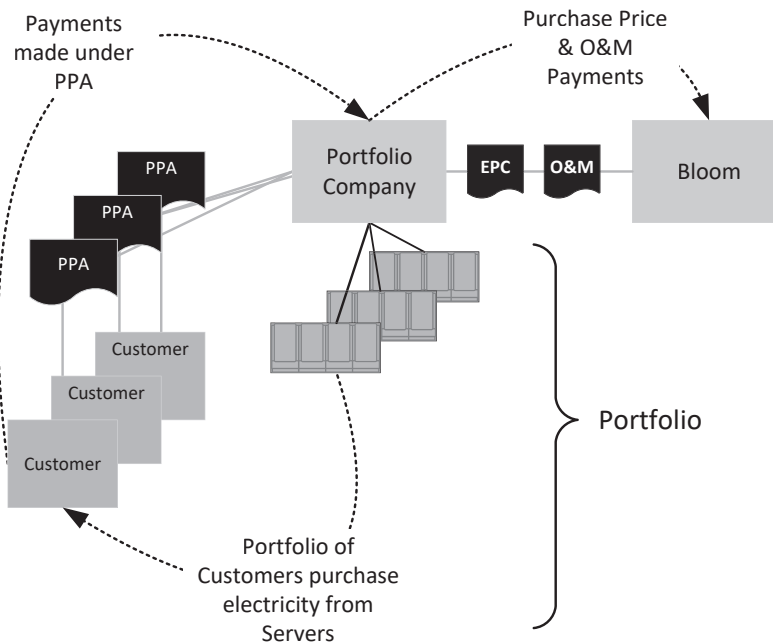 Payments
made under
PPA
Purchase Price
& O&M
Payments
Portfolio
Company
EPC
O&M
Bloom
PPA
PPA
PPA
Customer
Customer
Customer
Portfolio
Portfolio of
Customers purchase
electricity from
Servers